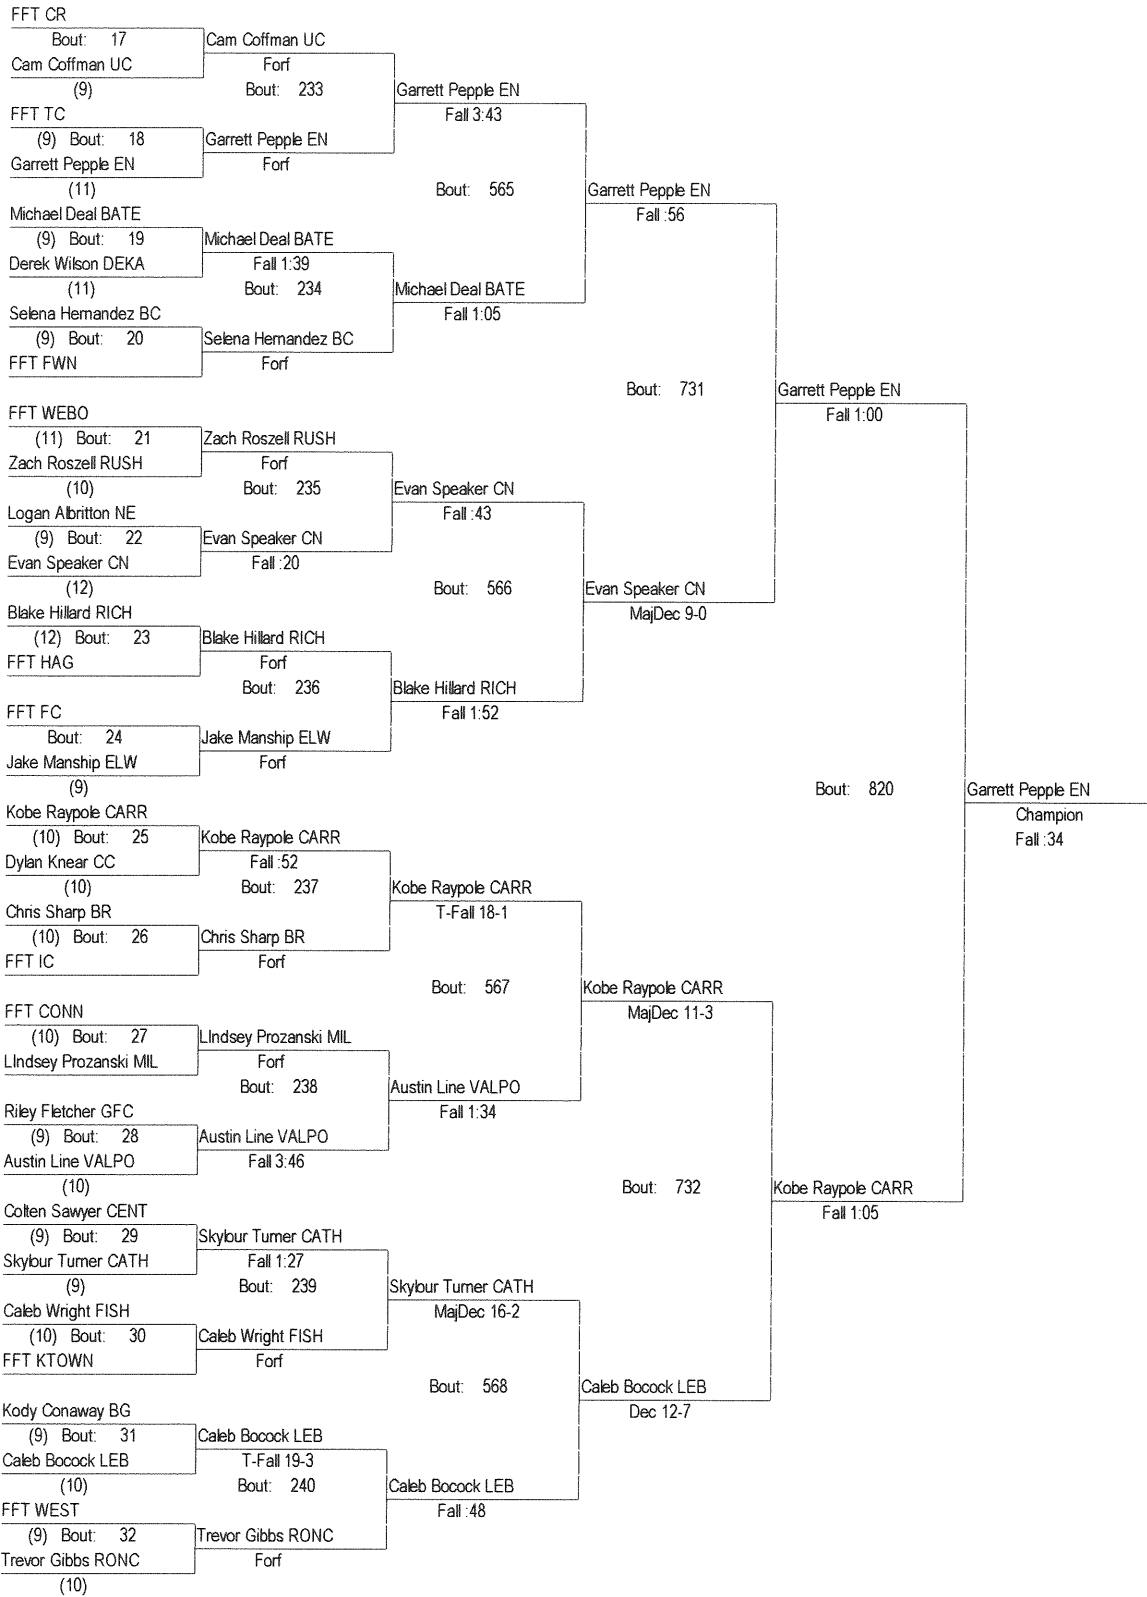 FFT CR
Bout: 17
Cam Coffman UC
Cam Coffman UC
Forf
(9)
Bout: 233
Garrett Pepple EN
FFT TC
Fall 3:43
(9) Bout: 18
Garrett Pepple EN
Garrett Pepple EN
Forf
(11)
Bout: 565
Garrett Pepple EN
Michael Deal BATE
Fall :56
(9) Bout: 19
Michael Deal BATE
Derek Wilson DEKA
Fall 1:39
(11)
Bout: 234
Michael Deal BATE
Selena Hernandez BC
Fall 1:05
(9) Bout: 20
Selena Hernandez BC
FFT FWN
Forf
Bout: 731
Garrett Pepple EN
FFT WEBO
Fall 1:00
(11) Bout: 21
Zach Roszell RUSH
Zach Roszell RUSH
Forf
(10)
Bout: 235
Evan Speaker CN
Logan Albritton NE
Fall :43
(9) Bout: 22
Evan Speaker CN
Evan Speaker CN
Fall :20
(12)
Bout: 566
Evan Speaker CN
Blake Hillard RICH
MajDec 9-0
(12) Bout: 23
Blake Hillard RICH
FFT HAG
Forf
Bout: 236
Blake Hillard RICH
FFT FC
Fall 1:52
Bout: 24
Jake Manship ELW
Jake Manship ELW
Forf
(9)
Bout: 820
Garrett Pepple EN
Kobe Raypole CARR
Champion
(10) Bout: 25
Kobe Raypole CARR
Fall :34
Dylan Knear CC
Fall :52
(10)
Bout: 237
Kobe Raypole CARR
Chris Sharp BR
T-Fall 18-1
(10) Bout: 26
Chris Sharp BR
FFT IC
Forf
Bout: 567
Kobe Raypole CARR
FFT CONN
MajDec 11-3
(10) Bout: 27
LIndsey Prozanski MIL
LIndsey Prozanski MIL
Forf
Bout: 238
Austin Line VALPO
Riley Fletcher GFC
Fall 1:34
(9) Bout: 28
Austin Line VALPO
Austin Line VALPO
Fall 3:46
(10)
Bout: 732
Kobe Raypole CARR
Colten Sawyer CENT
Fall 1:05
(9) Bout: 29
Skylour Turner CATH
Skylour Turner CATH
Fall 1:27
(9)
Bout: 239
Skylour Turner CATH
Caleb Wright FISH
MajDec 16-2
(10) Bout: 30
Caleb Wright FISH
FFT KTOWN
Forf
Bout: 568
Caleb Bocock LEB
Kody Conaway BG
Dec 12-7
(9) Bout: 31
Caleb Bocock LEB
Caleb Bocock LEB
T-Fall 19-3
(10)
Bout: 240
Caleb Bocock LEB
FFT WEST
Fall :48
(9) Bout: 32
Trevor Gibbs RONC
Trevor Gibbs RONC
Forf
(10)